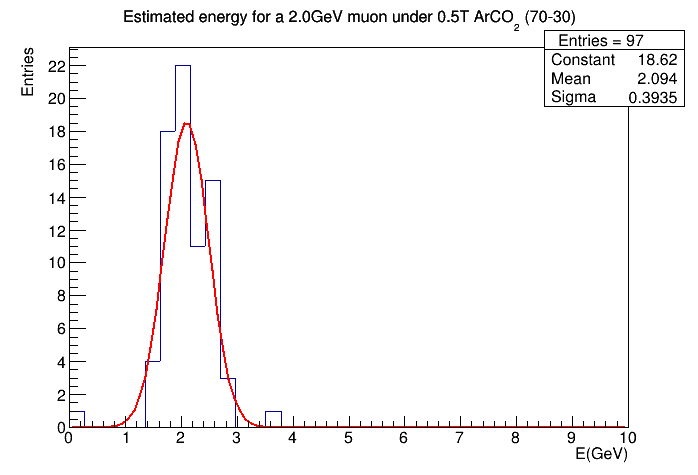 Estimated energy for a 2.0GeV muon under 0.5T ArCO2 (70-30)
Entries = 97
Constant 18.62
Mean 2.094
Sigma 0.3935
Entries
22
20
18
16
14
12
10
8
6
4
2
0
0 1 2 3 4 5 6 7 8 9 10
E(GeV)